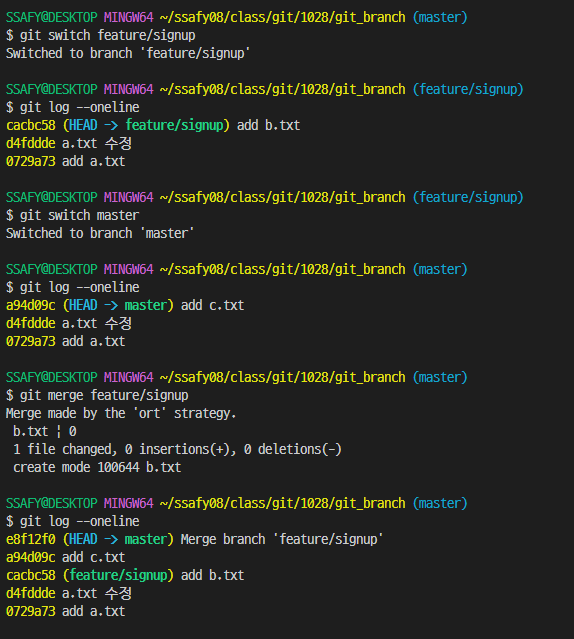 SSAFY@DESKTOP MINGW64 ~/ssafy08/class/git/1028/git_branch (master)
$ git switch feature/signup
Switched to branch 'feature/signup'
SSAFY@DESKTOP MINGW64 ~/ssafy08/class/git/1028/git_branch (feature/signup)
$ git log --oneline
cacbc58 (HEAD -> feature/signup) add b.txt
d4fddde a.txt 수정
0729a73 add a.txt
SSAFY@DESKTOP MINGW64 ~/ssafy08/class/git/1028/git_branch (feature/signup)
$ git switch master
Switched to branch 'master'
SSAFY@DESKTOP MINGW64 ~/ssafy08/class/git/1028/git_branch (master)
$ git log --oneline
a94d09c (HEAD -> master) add c.txt
d4fddde a.txt 수정
0729a73 add a.txt
SSAFY@DESKTOP MINGW64 ~/ssafy08/class/git/1028/git_branch (master)
$ git merge feature/signup
Merge made by the 'ort' strategy.
b.txt | 0
1 file changed, 0 insertions(+), 0 deletions(-)
create mode 100644 b.txt
SSAFY@DESKTOP MINGW64 ~/ssafy08/class/git/1028/git_branch (master)
$ git log --oneline
e8f12f0 (HEAD -> master) Merge branch 'feature/signup'
a94d09c add c.txt
cacbc58 (feature/signup) add b.txt
d4fddde a.txt 수정
0729a73 add a.txt